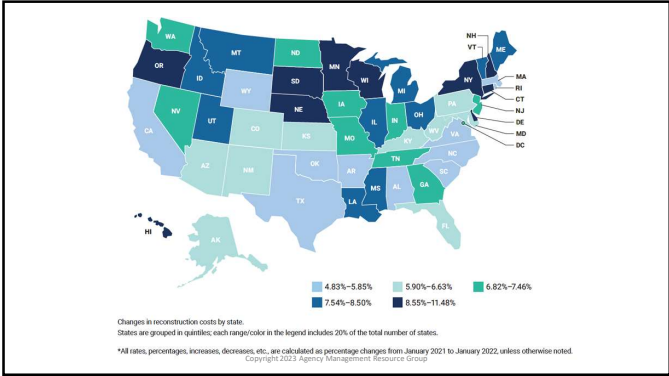 NH
VT
ME
WA
MT
ND
MN
OR
ID
SD
WI
NY
MA
RI
CT
NJ
DE
MD
DC
WY
MI
IA
NE
PA
NV
UT
IL
IN
OH
CA
CO
KS
MO
WV
VA
KY
NC
TN
AZ
NM
OK
AR
SC
MS
AL
GA
TX
LA
FL
HI
AK
4.83%–5.85% 5.90%–6.63% 6.82%–7.46%
7.54%–8.50% 8.55%–11.48%
Changes in reconstruction costs by state.
States are grouped in quintiles; each range/color in the legend includes 20% of the total number of states.
*All rates, percentages, increases, decreases, etc., are calculated as percentage changes from January 2021 to January 2022, unless otherwise noted.
Copyright 2023 Agency Management Resource Group